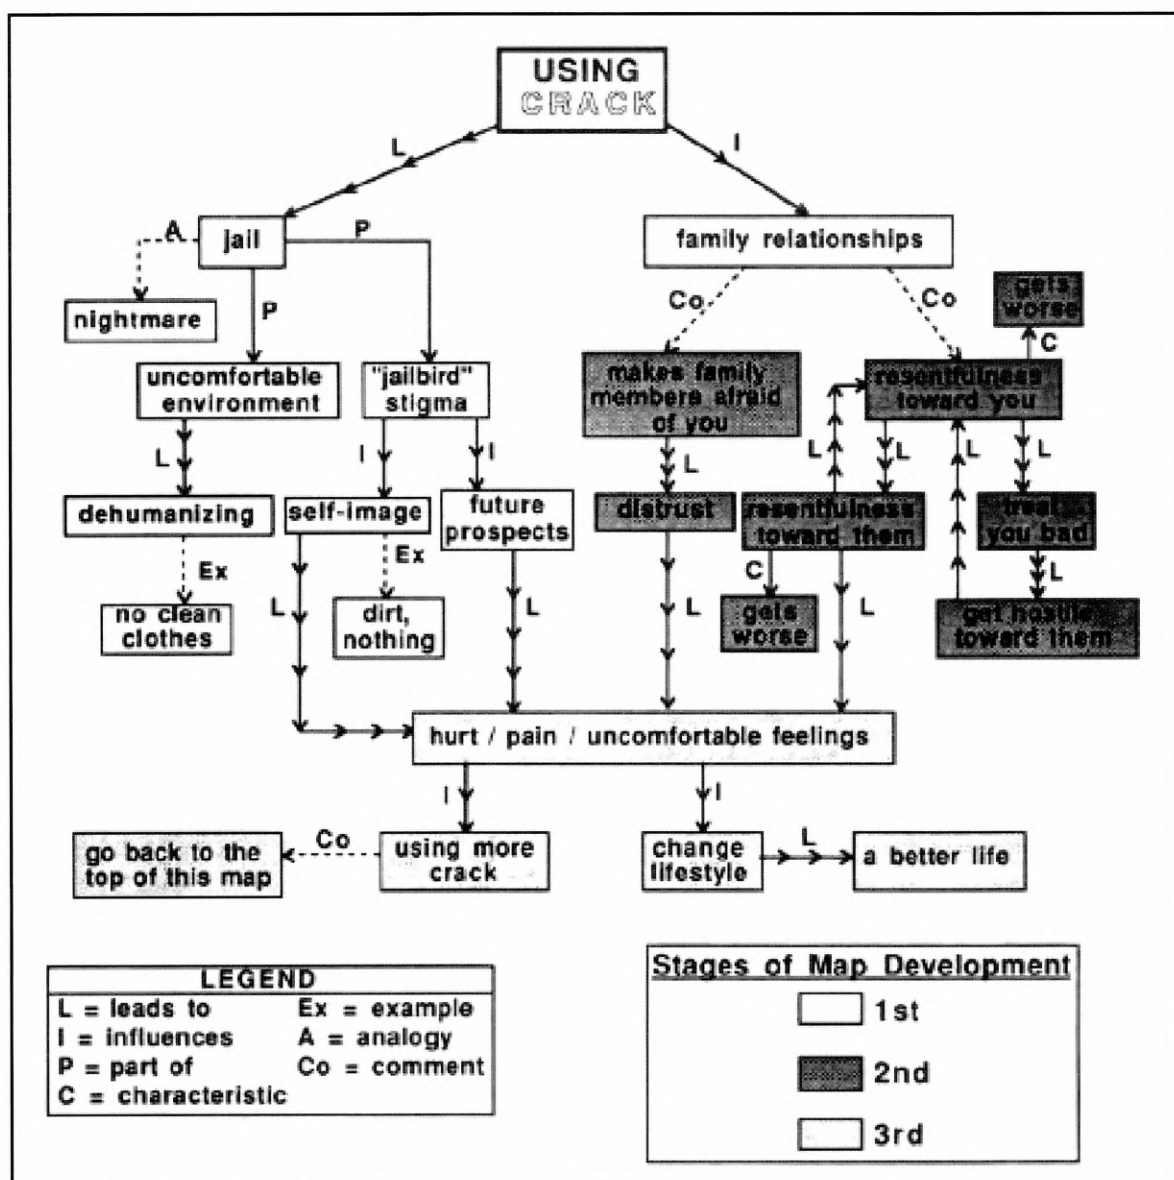 USING
CRACK
L
I
jail
family relationships
A
P
P
Co
Co
gets
worse
C
nightmare
uncomfortable
environment
"jailbird"
stigma
makes family
members afraid
of you
resentfulness
toward you
L
I
I
L
L
L
L
L
dehumanizing
self-image
future
prospects
distrust
resentfulness
toward them
treat
you bad
Ex
Ex
L
L
L
C
L
L
no clean
clothes
dirt,
nothing
gets
worse
get hostile
toward them
hurt / pain / uncomfortable feelings
I
I
go back to the
top of this map
Co
using more
crack
change
lifestyle
L
a better life
LEGEND
L = leads to
Ex = example
I = influences
A = analogy
P = part of
Co = comment
C = characteristic
Stages of Map Development
1st
2nd
3rd